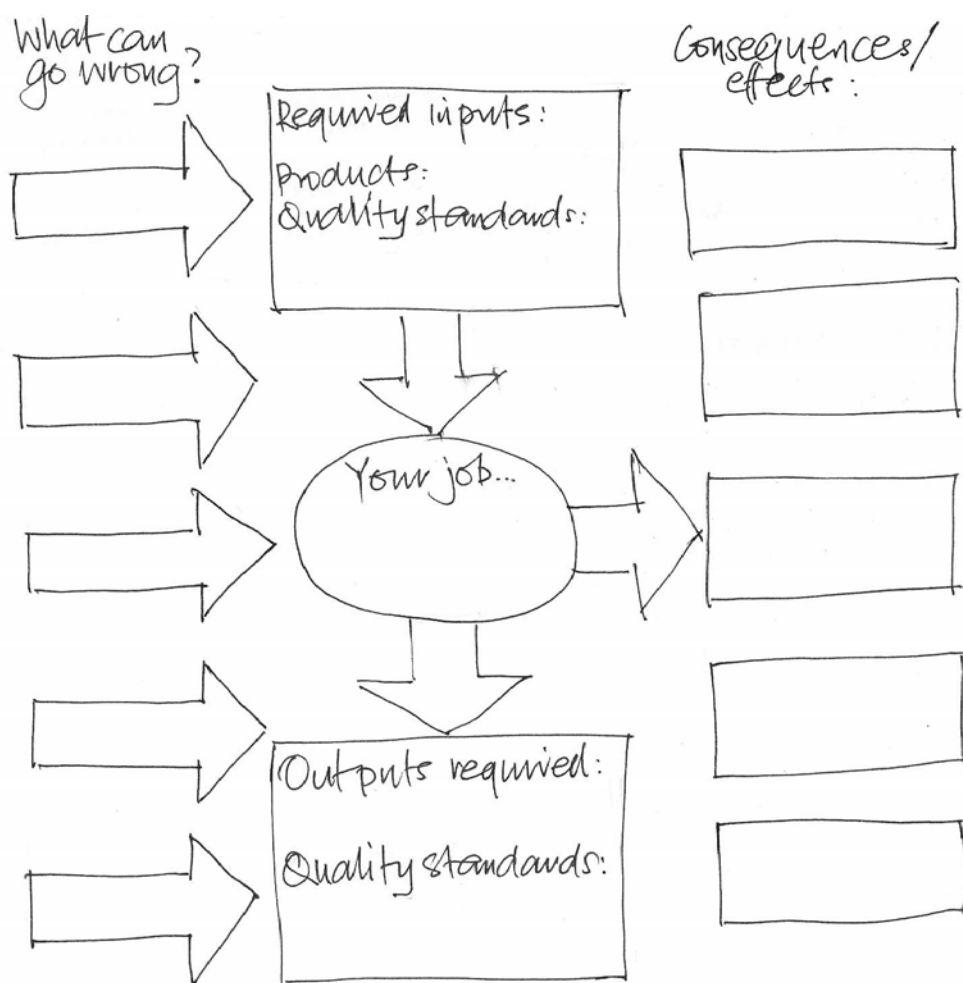 What can
go wrong?
Required inputs:
Products:
Quality standards:
Consequences/
effects:
Your job...
Outputs required:
Quality standards: